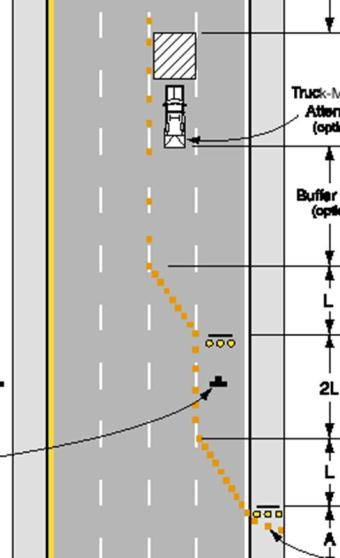 Truck-M
Atten
(opti
Buffer
(opti
L
2L
L
A